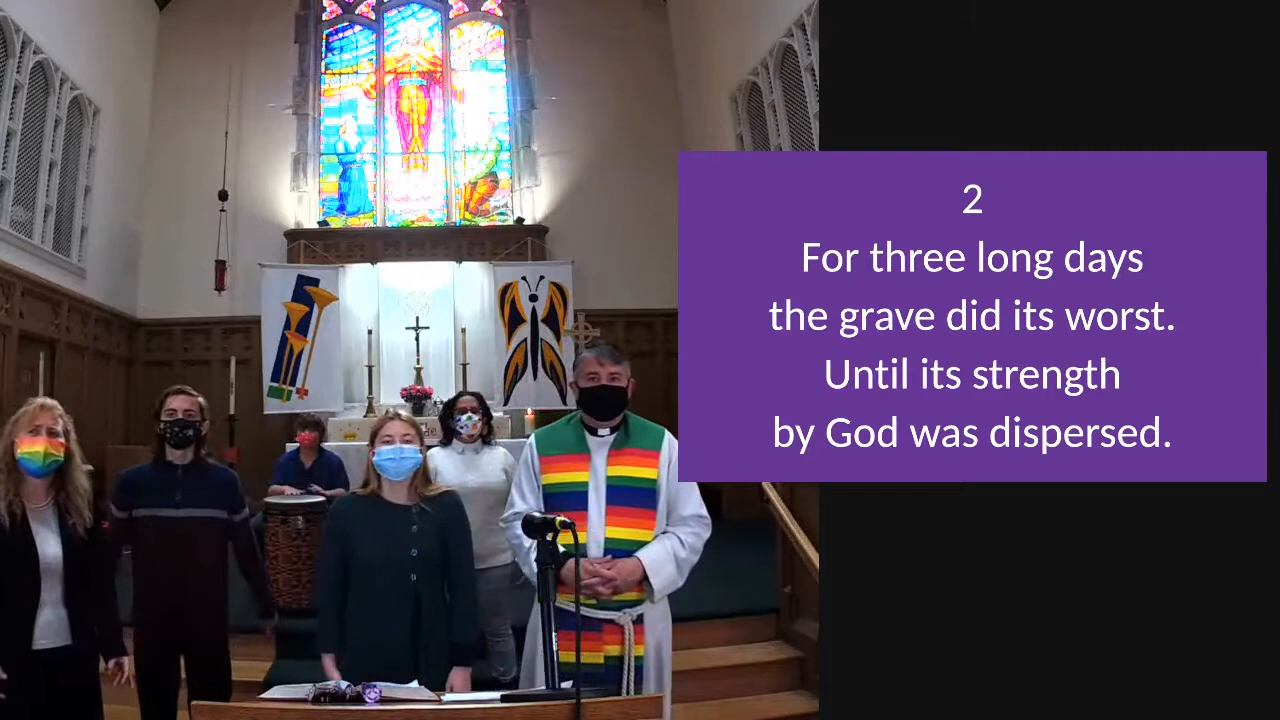 2
For three long days
the grave did its worst.
Until its strength
by God was dispersed.